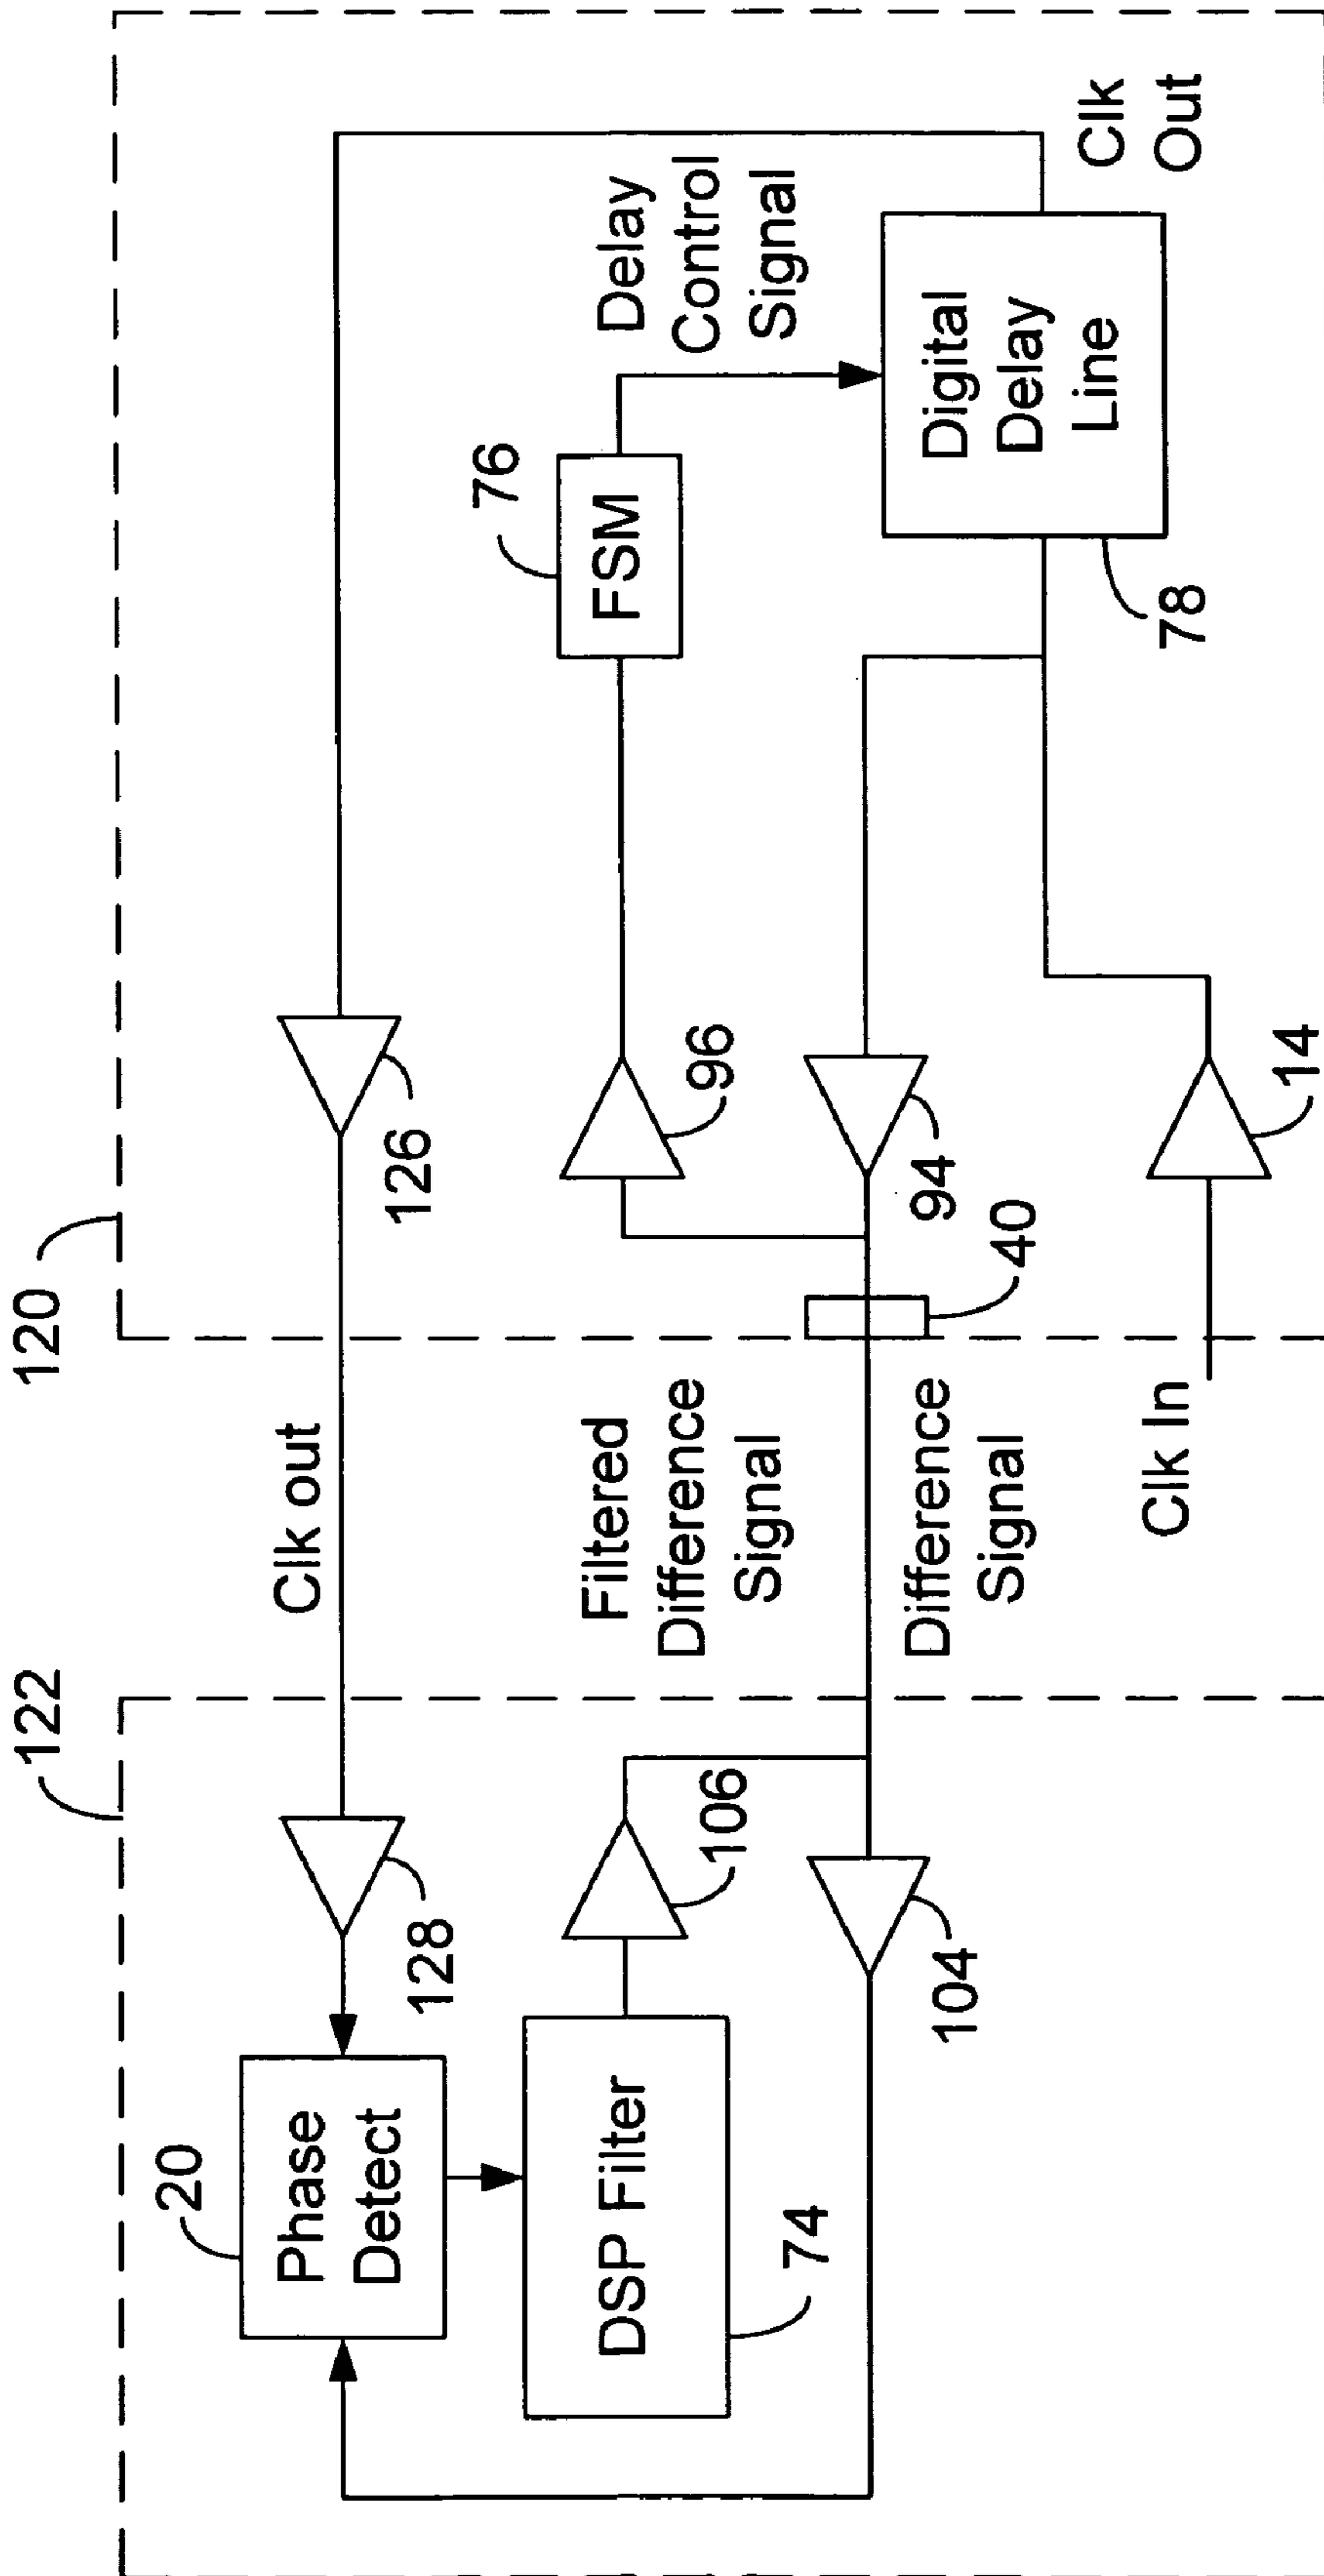 122
120
20
Phase
Detect
128
Clk out
126
DSP Filter
74
106
Filtered
Difference
Signal
96
76
FSM
Delay
Control
Signal
104
Difference
Signal
94
40
Digital
Delay
Line
78
Clk
Out
Clk In
14